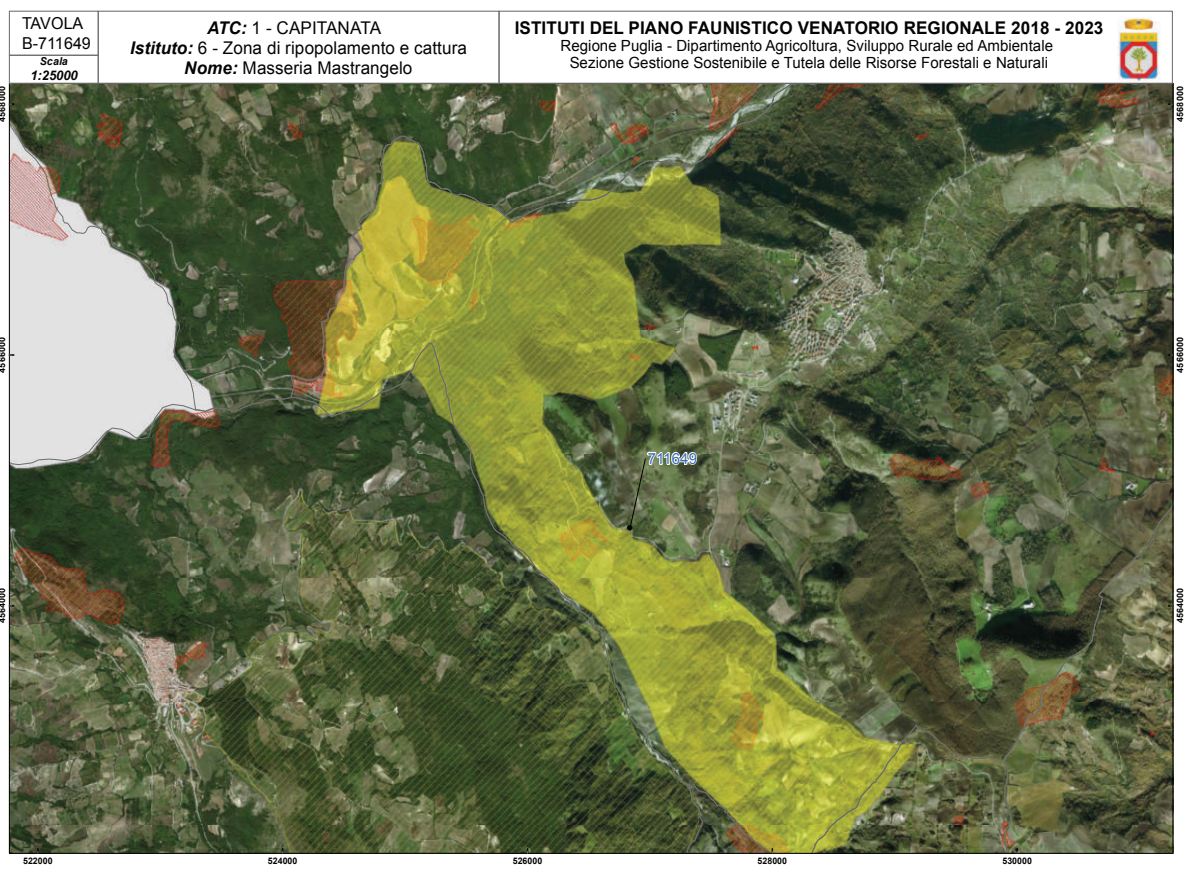 TAVOLA
B-711649
Scala
1:25000
ATC: 1 - CAPITANATA
Istituto: 6 - Zona di ripopolamento e cattura
Nome: Masseria Mastrangelo
ISTITUTI DEL PIANO FAUNISTICO VENATORIO REGIONALE 2018 - 2023
Regione Puglia - Dipartimento Agricoltura, Sviluppo Rurale ed Ambientale
Sezione Gestione Sostenibile e Tutela delle Risorse Forestali e Naturali
4568000
4568000
4566000
4566000
711649
4564000
4564000
522000
524000
526000
528000
530000